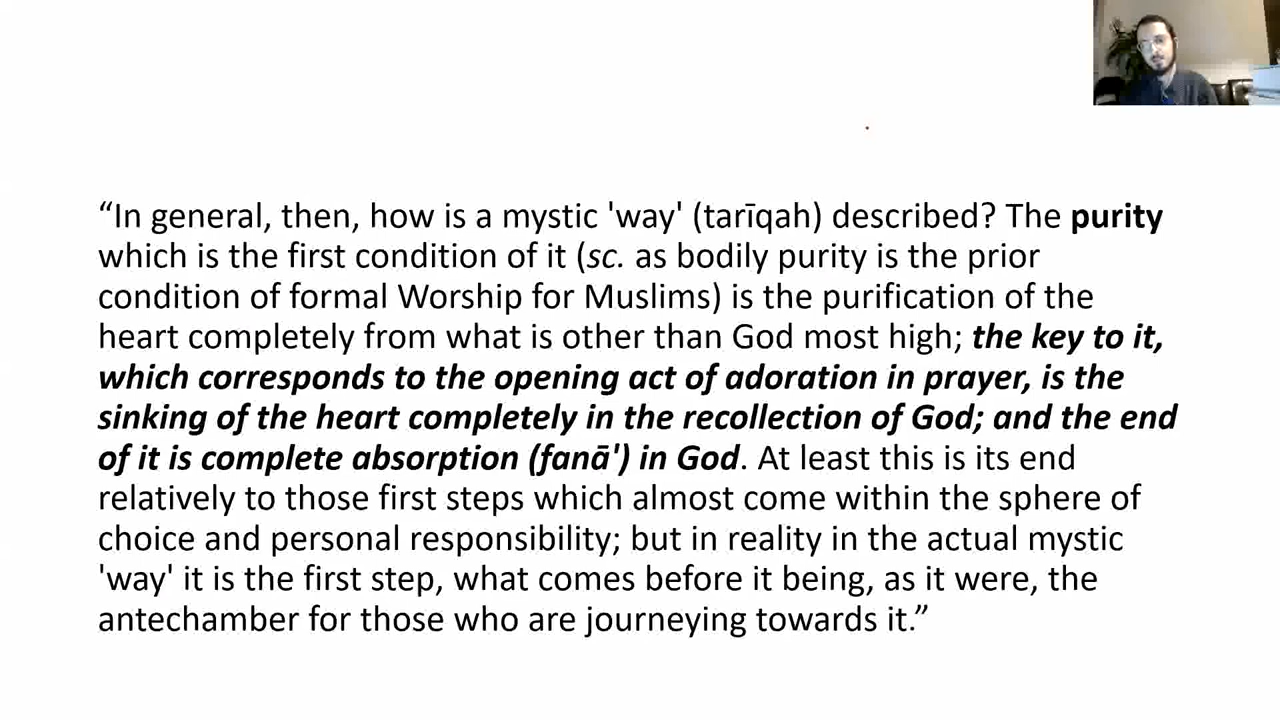 “In general, then, how is a mystic 'way' (tarīqah) described? The purity
which is the first condition of it (sc. as bodily purity is the prior
condition of formal Worship for Muslims) is the purification of the
heart completely from what is other than God most high; the key to it,
which corresponds to the opening act of adoration in prayer, is the
sinking of the heart completely in the recollection of God; and the end
of it is complete absorption (fanā') in God. At least this is its end
relatively to those first steps which almost come within the sphere of
choice and personal responsibility; but in reality in the actual mystic
'way' it is the first step, what comes before it being, as it were, the
antechamber for those who are journeying towards it.”